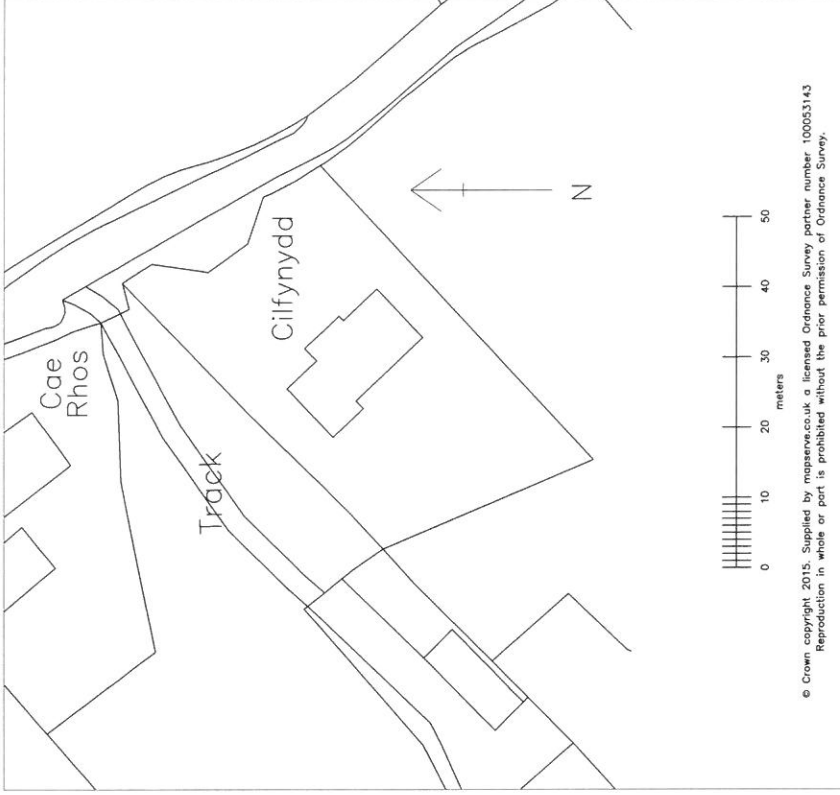 Cae
Rhos
Cilfynydd
Track
N
0 10 20 30 40 50
meters
© Crown copyright 2015. Supplied by mapserve.co.uk a licensed Ordnance Survey partner number 100053143
Reproduction in whole or part is prohibited without the prior permission of Ordnance Survey.